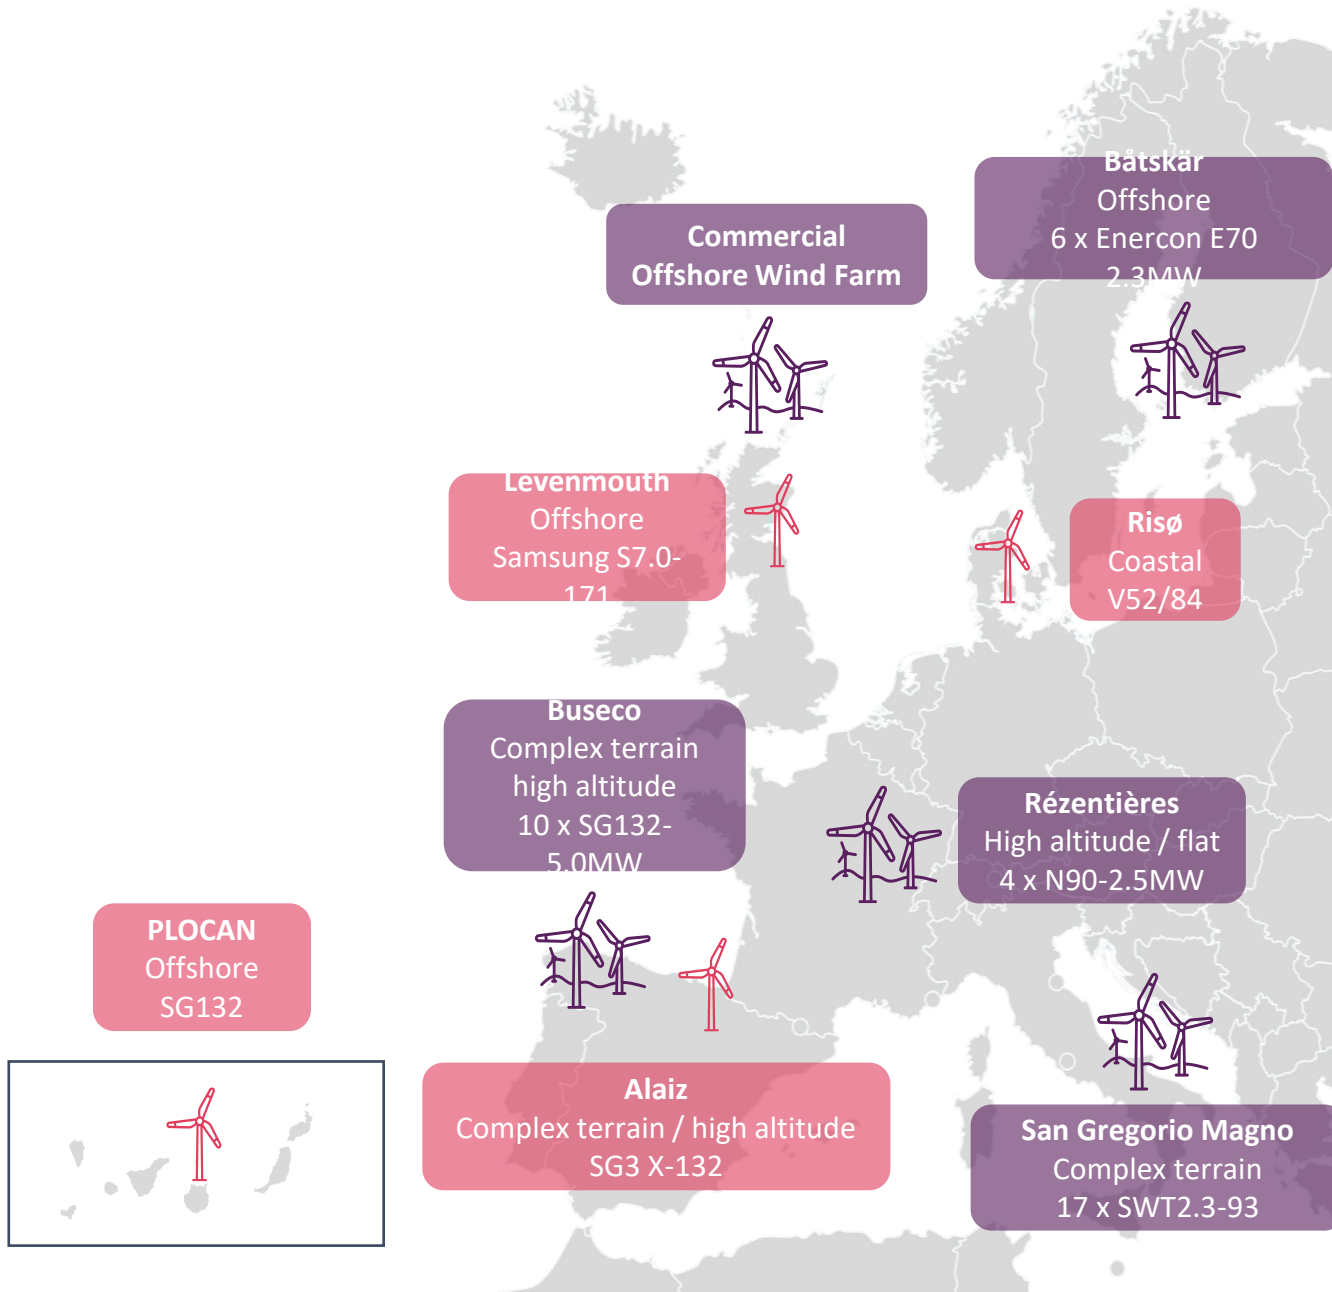 Båtskär
Offshore
6 x Enercon E70
2.3MW
Commercial
Offshore Wind Farm
Levenmouth
Offshore
Samsung S7.0-
171
Risø
Coastal
V52/84
Buseco
Complex terrain
high altitude
10 x SG132-
5.0MW
Rézentières
High altitude / flat
4 x N90-2.5MW
PLOCAN
Offshore
SG132
Alaiz
Complex terrain / high altitude
SG3 X-132
San Gregorio Magno
Complex terrain
17 x SWT2.3-93